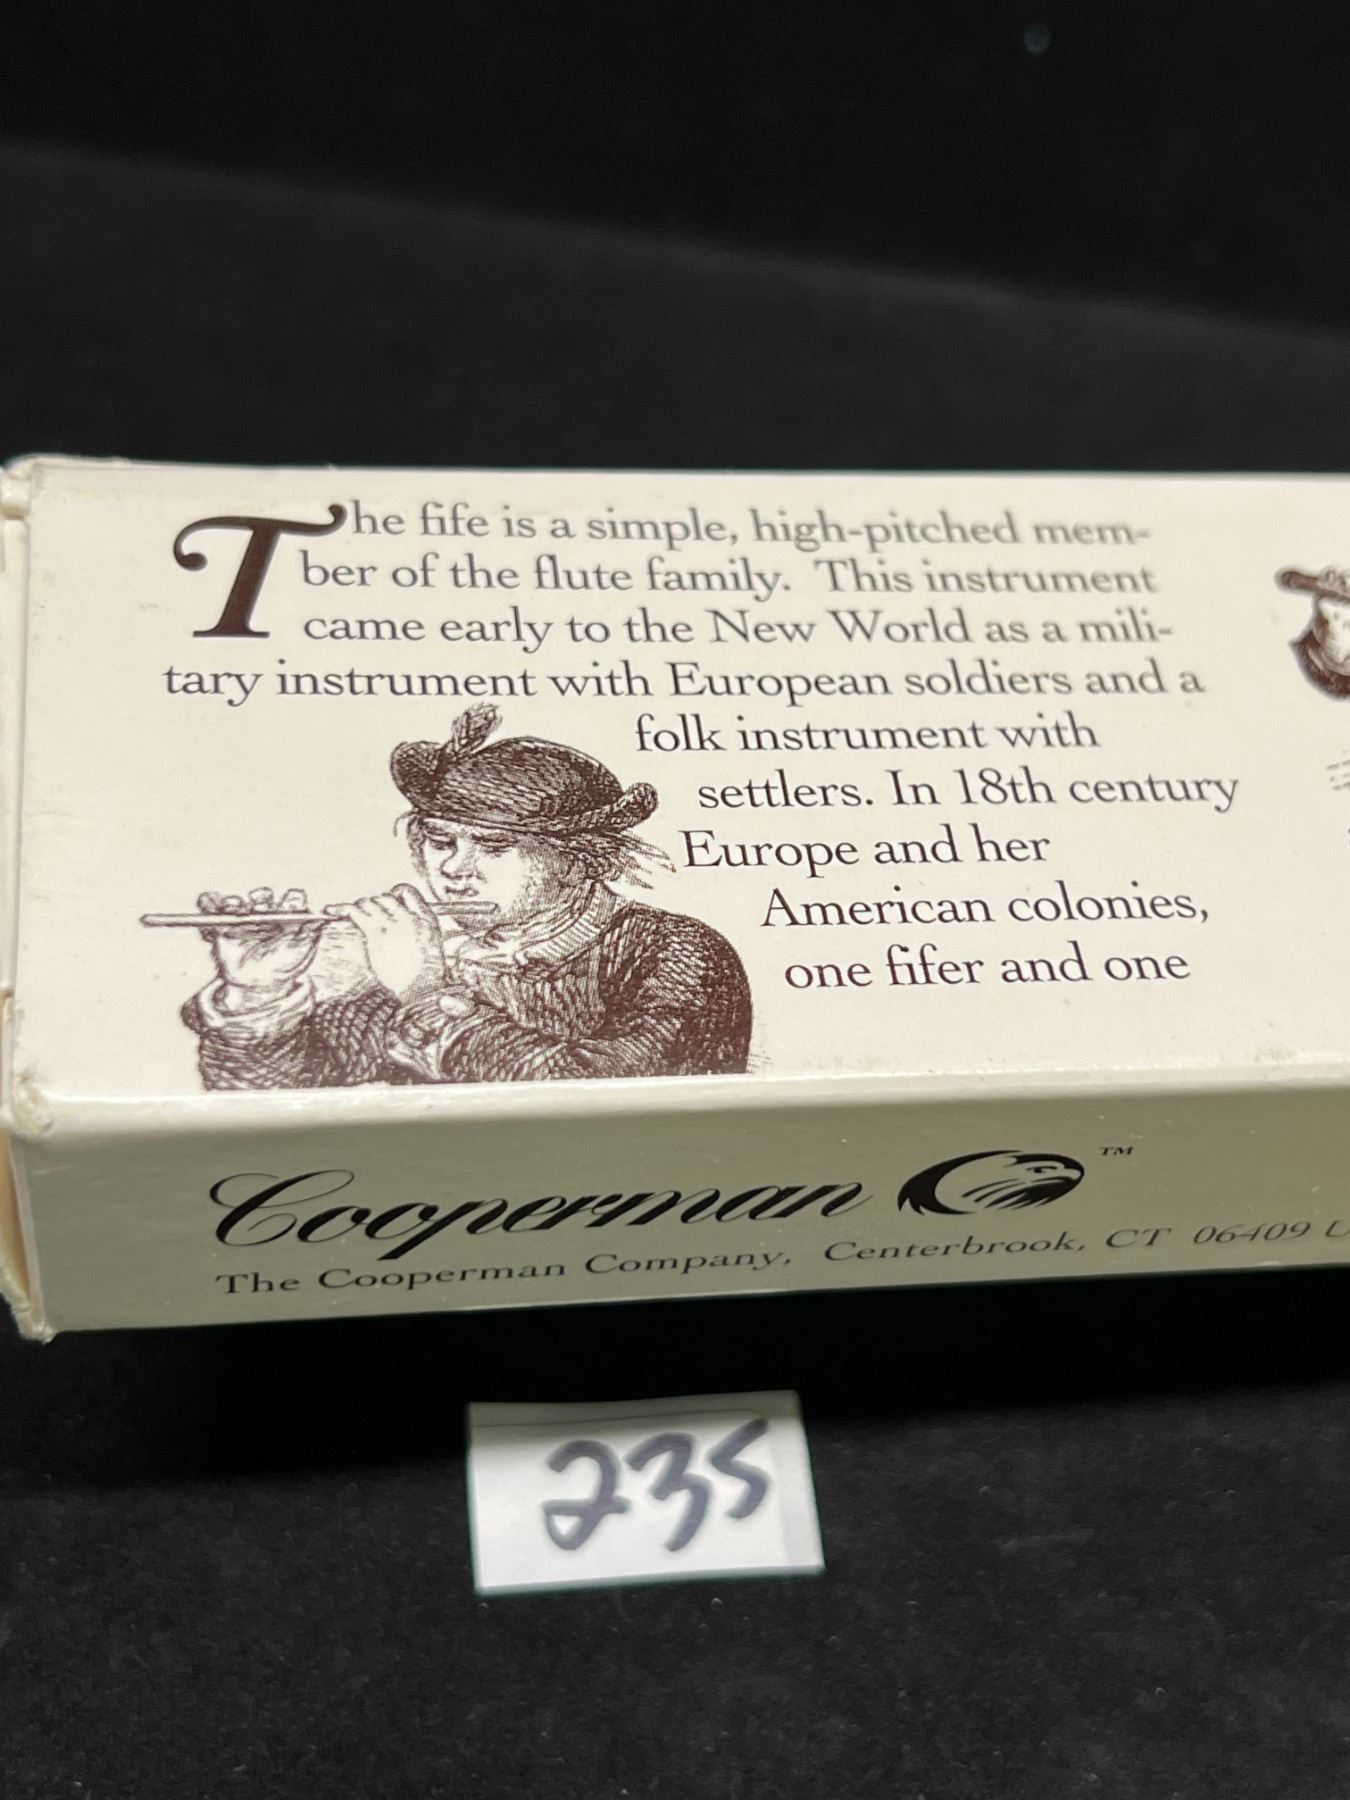 The fife is a simple, high-pitched mem-
ber of the flute family. This instrument
came early to the New World as a mili-
tary instrument with European soldiers and a
folk instrument with
settlers. In 18th century
Europe and her
American colonies,
one fifer and one
Cooperman ™
The Cooperman Company, Centerbrook, CT 06409 U
235